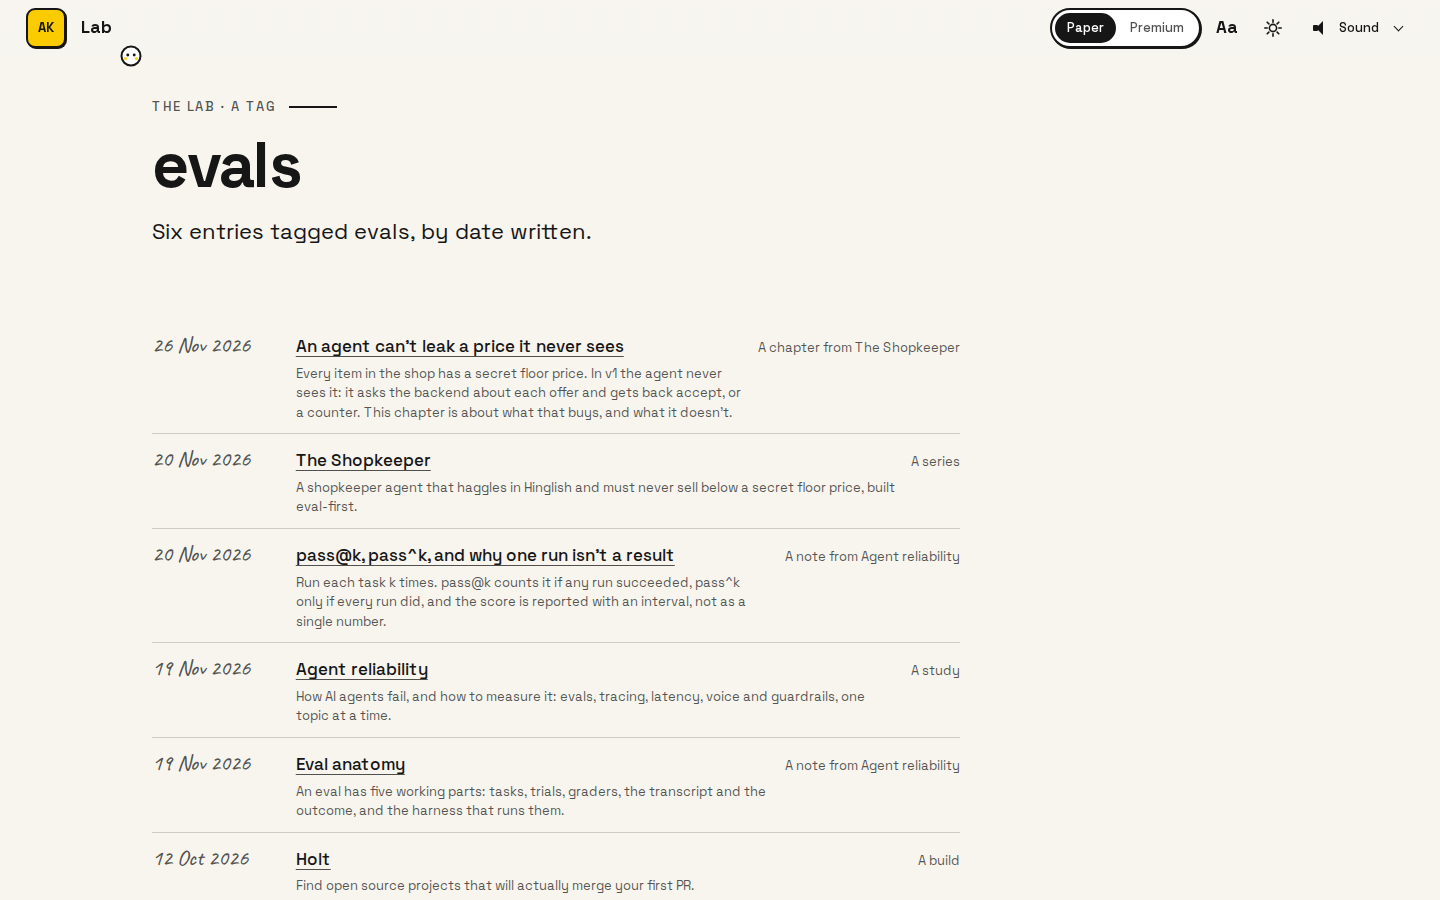 AK
Lab
Paper
Premium
Aa
Sound
THE LAB · A TAG
evals
Six entries tagged evals, by date written.
26 Nov 2026
An agent can't leak a price it never sees
A chapter from The Shopkeeper
Every item in the shop has a secret floor price. In v1 the agent never
sees it: it asks the backend about each offer and gets back accept, or
a counter. This chapter is about what that buys, and what it doesn't.
20 Nov 2026
The Shopkeeper
A series
A shopkeeper agent that haggles in Hinglish and must never sell below a secret floor price, built
eval-first.
20 Nov 2026
pass@k, pass^k, and why one run isn't a result
A note from Agent reliability
Run each task k times. pass@k counts it if any run succeeded, pass^k
only if every run did, and the score is reported with an interval, not as a
single number.
19 Nov 2026
Agent reliability
A study
How AI agents fail, and how to measure it: evals, tracing, latency, voice and guardrails, one
topic at a time.
19 Nov 2026
Eval anatomy
A note from Agent reliability
An eval has five working parts: tasks, trials, graders, the transcript and the
outcome, and the harness that runs them.
12 Oct 2026
Holt
A build
Find open source projects that will actually merge your first PR.